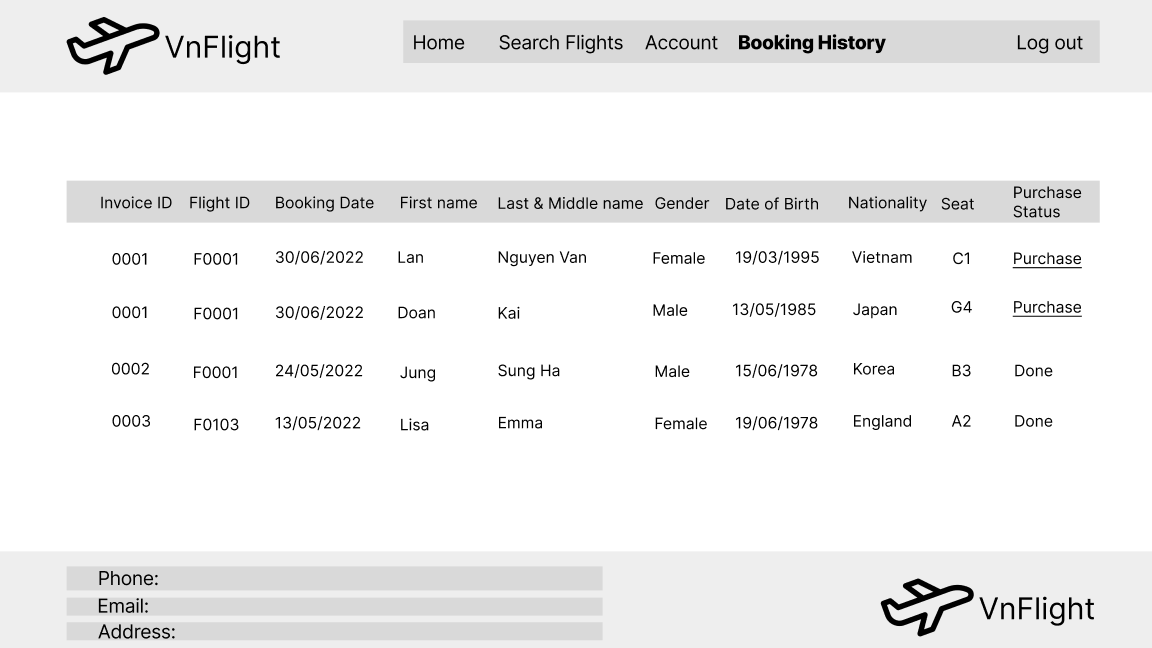 VnFlight
Home Search Flights Account Booking History Log out
Invoice ID Flight ID Booking Date First name Last & Middle name Gender Date of Birth Nationality Seat Purchase Status
0001 F0001 30/06/2022 Lan Nguyen Van Female 19/03/1995 Vietnam C1 Purchase
0001 F0001 30/06/2022 Doan Kai Male 13/05/1985 Japan G4 Purchase
0002 F0001 24/05/2022 Jung Sung Ha Male 15/06/1978 Korea B3 Done
0003 F0103 13/05/2022 Lisa Emma Female 19/06/1978 England A2 Done
Phone:
Email:
Address:
VnFlight